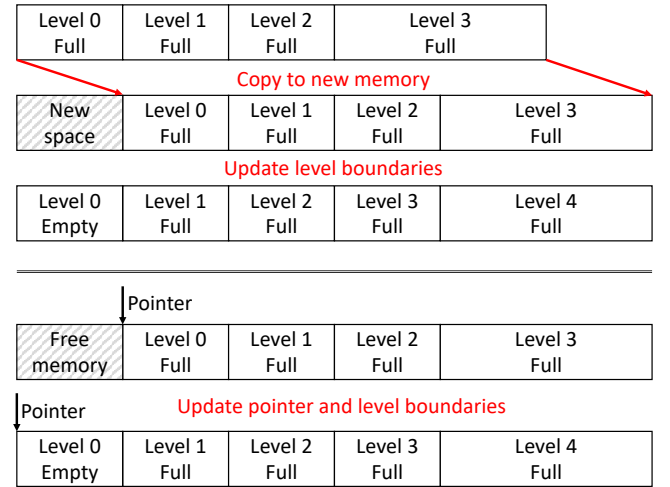 Level 0 Level 1 Level 2 Level 3
Full Full Full Full
Copy to new memory
New Level 0 Level 1 Level 2 Level 3
space Full Full Full Full
Update level boundaries
Level 0 Level 1 Level 2 Level 3 Level 4
Empty Full Full Full Full
Pointer
Free Level 0 Level 1 Level 2 Level 3
memory Full Full Full Full
Pointer Update pointer and level boundaries
Level 0 Level 1 Level 2 Level 3 Level 4
Empty Full Full Full Full